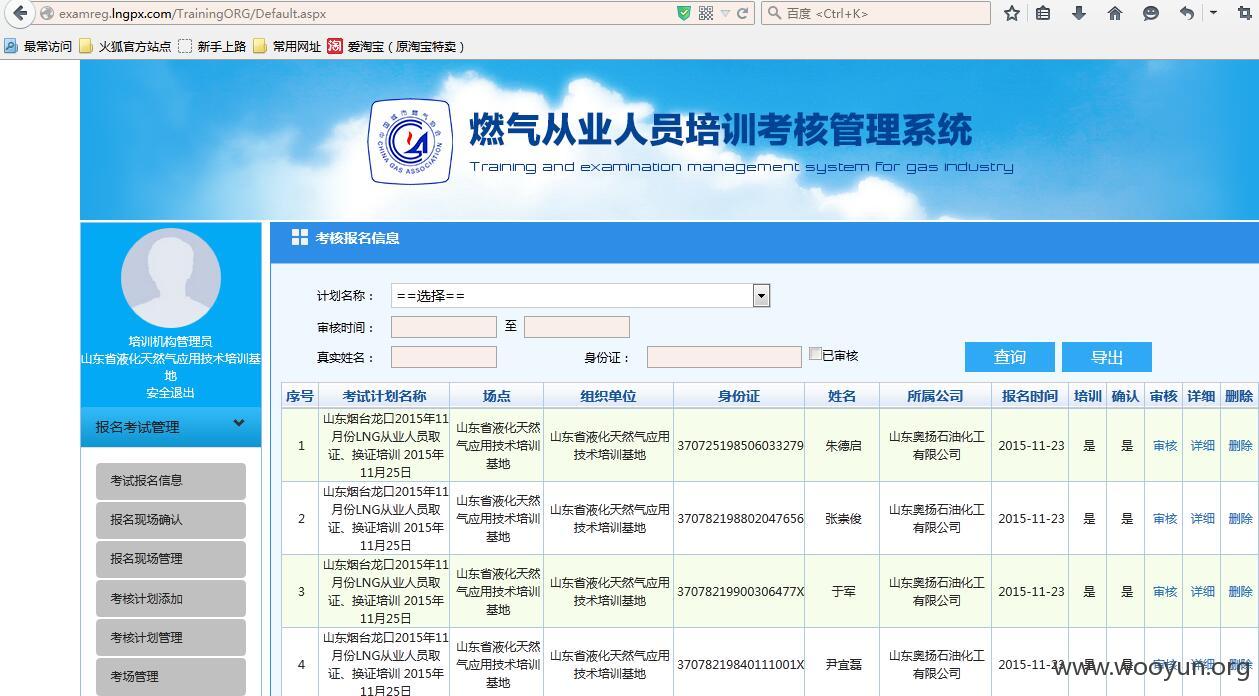 examreg.lngpx.com/TrainingORG/Default.aspx
百度 <Ctrl+K>
最常访问 火狐官方站点 新手上路 常用网址 淘 爱淘宝（原淘宝特卖）
中国城市燃气协会
CHINA GAS ASSOCIATION
燃气从业人员培训考核管理系统
Training and examination management system for gas industry
培训机构管理员
山东省液化天然气应用技术培训基
地
安全退出
报名考试管理
考试报名信息
报名现场确认
报名现场管理
考核计划添加
考核计划管理
考场管理
考核报名信息
计划名称： ==选择==
审核时间： 至
真实姓名： 身份证： 已审核 查询 导出
序号 考试计划名称 场点 组织单位 身份证 姓名 所属公司 报名时间 培训 确认 审核 详细 删除
1 山东烟台龙口2015年11月份LNG从业人员取证、换证培训 2015年11月25日 山东省液化天然气应用技术培训基地 山东省液化天然气应用技术培训基地 370725198506033279 朱德启 山东奥扬石油化工有限公司 2015-11-23 是 是 审核 详细 删除
2 山东烟台龙口2015年11月份LNG从业人员取证、换证培训 2015年11月25日 山东省液化天然气应用技术培训基地 山东省液化天然气应用技术培训基地 370782198802047656 张崇俊 山东奥扬石油化工有限公司 2015-11-23 是 是 审核 详细 删除
3 山东烟台龙口2015年11月份LNG从业人员取证、换证培训 2015年11月25日 山东省液化天然气应用技术培训基地 山东省液化天然气应用技术培训基地 37078219900306477X 于军 山东奥扬石油化工有限公司 2015-11-23 是 是 审核 详细 删除
4 山东烟台龙口2015年11月份LNG从业人员取证、换证培训 2015年11月25日 山东省液化天然气应用技术培训基地 山东省液化天然气应用技术培训基地 37078219840111001X 尹宜磊 山东奥扬石油化工有限公司 2015-11-23 是 是 审核 详细 删除
www.wooyun.org